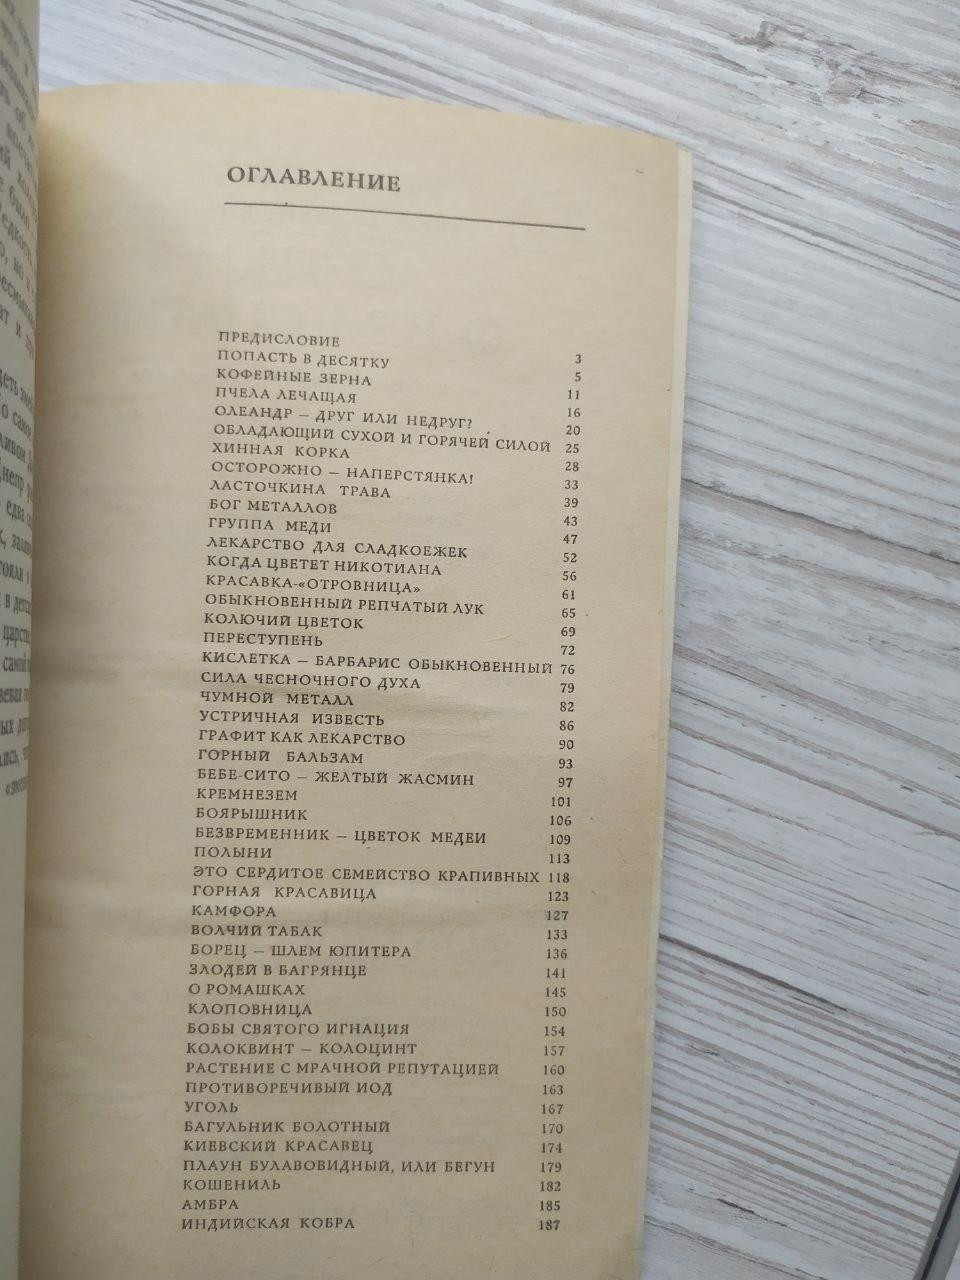 ОГЛАВЛЕНИЕ
ПРЕДИСЛОВИЕ 3
ПОПАСТЬ В ДЕСЯТКУ 5
КОФЕЙНЫЕ ЗЕРНА 11
ПЧЕЛА ЛЕЧАЩАЯ 16
ОЛЕАНДР – ДРУГ ИЛИ НЕДРУГ? 20
ОБЛАДАЮЩИЙ СУХОЙ И ГОРЯЧЕЙ СИЛОЙ 25
ХИННАЯ КОРКА 28
ОСТОРОЖНО – НАПЕРСТЯНКА! 33
ЛАСТОЧКИНА ТРАВА 39
БОГ МЕТАЛЛОВ 43
ГРУППА МЕДИ 47
ЛЕКАРСТВО ДЛЯ СЛАДКОЕЖЕК 52
КОГДА ЦВЕТЕТ НИКОТИАНА 56
КРАСАВКА-«ОТРОВНИЦА» 61
ОБЫКНОВЕННЫЙ РЕПЧАТЫЙ ЛУК 65
КОЛЮЧИЙ ЦВЕТОК 69
ПЕРЕСТУПЕНЬ 72
КИСЛЕТКА – БАРБАРИС ОБЫКНОВЕННЫЙ 76
СИЛА ЧЕСНОЧНОГО ДУХА 79
ЧУМНОЙ МЕТАЛЛ 82
УСТРИЧНАЯ ИЗВЕСТЬ 86
ГРАФИТ КАК ЛЕКАРСТВО 90
ГОРНЫЙ БАЛЬЗАМ 93
БЕБЕ-СИТО – ЖЕЛТЫЙ ЖАСМИН 97
КРЕМНЕЗЕМ 101
БОЯРЫШНИК 106
БЕЗВРЕМЕННИК – ЦВЕТОК МЕДЕИ 109
ПОЛЫНИ 113
ЭТО СЕРДИТОЕ СЕМЕЙСТВО КРАПИВНЫХ 118
ГОРНАЯ КРАСАВИЦА 123
КАМФОРА 127
ВОЛЧИЙ ТАБАК 133
БОРЕЦ – ШЛЕМ ЮПИТЕРА 136
ЗЛОДЕЙ В БАГРЯНЦЕ 141
О РОМАШКАХ 145
КЛОПОВНИЦА 150
БОБЫ СВЯТОГО ИГНАЦИЯ 154
КОЛОКВИНТ – КОЛОЦИНТ 157
РАСТЕНИЕ С МРАЧНОЙ РЕПУТАЦИЕЙ 160
ПРОТИВОРЕЧИВЫЙ ИОД 163
УГОЛЬ 167
БАГУЛЬНИК БОЛОТНЫЙ 170
КИЕВСКИЙ КРАСАВЕЦ 174
ПЛАУН БУЛАВОВИДНЫЙ, ИЛИ БЕГУН 179
КОШЕНИЛЬ 182
АМБРА 185
ИНДИЙСКАЯ КОБРА 187